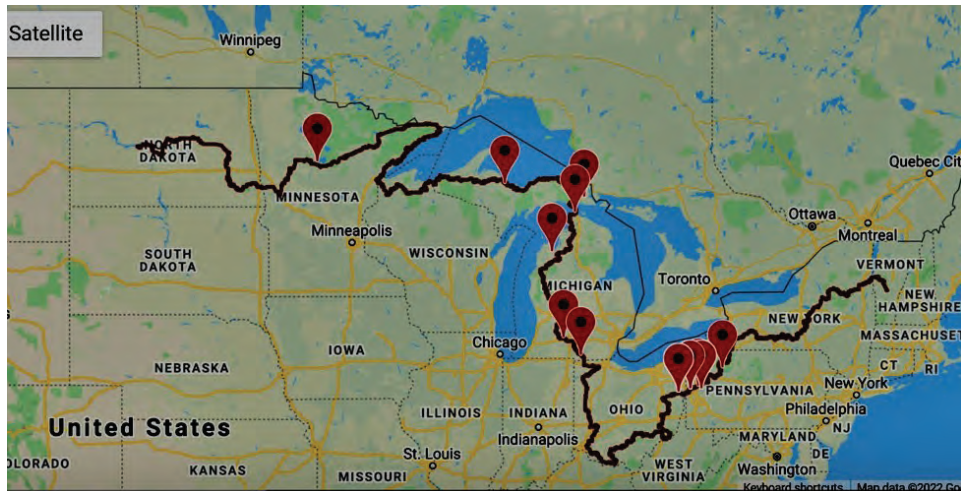 Satellite
Winnipeg
NORTH
DAKOTA
MINNESOTA
Quebec Cit
Ottawa
Montreal
Minneapolis
WISCONSIN
SOUTH
DAKOTA
Toronto
VERMONT
MICHIGAN
NEW
HAMPSHIRE
NEW YORK
MASSACHUSET
Chicago
IOWA
NEBRASKA
CT
RI
PENNSYLVANIA
New York
ILLINOIS
INDIANA
OHIO
Philadelphia
United States
Indianapolis
NJ
MARYLAND
DE
OLORADO
St. Louis
WEST
VIRGINIA
Washington
KANSAS
MISSOURI
Keyboard shortcuts
Map data ©2022 Go